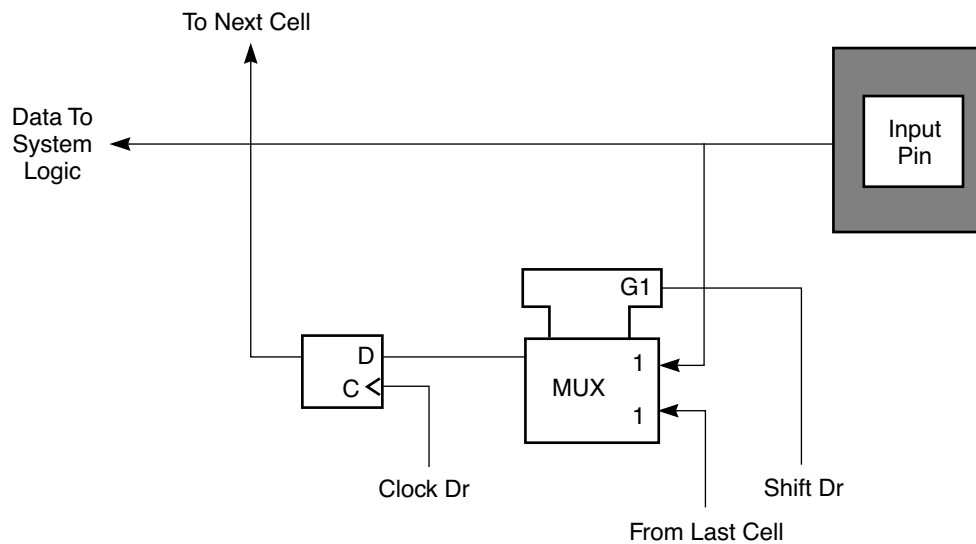 To Next Cell
Data To
System
Logic
Input
Pin
G1
D
C
MUX
1
1
Clock Dr
Shift Dr
From Last Cell